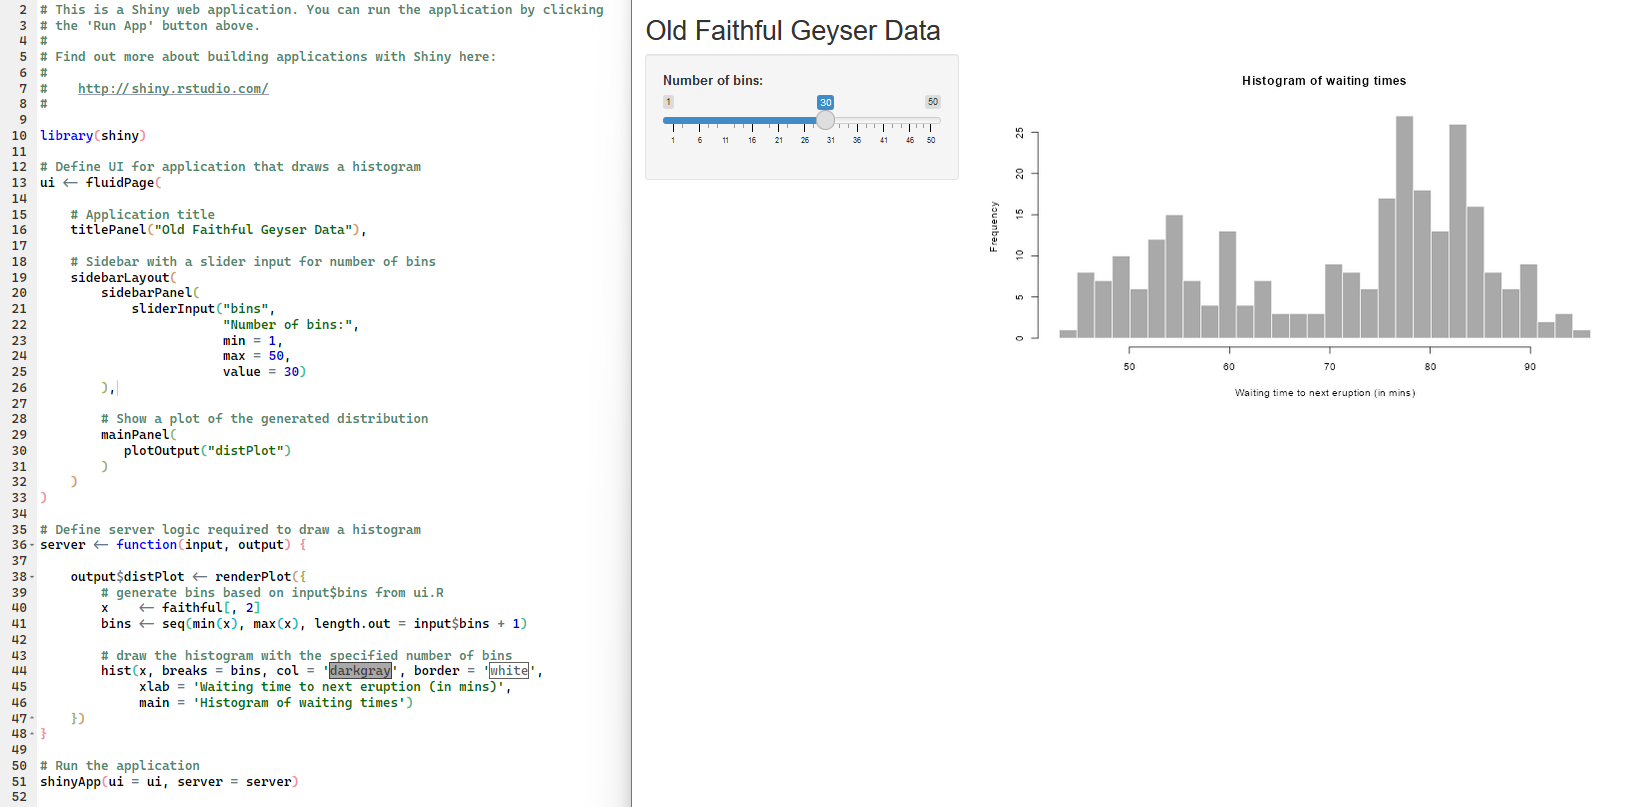 2 # This is a Shiny web application. You can run the application by clicking
3 # the 'Run App' button above.
4 #
5 # Find out more about building applications with Shiny here:
6 #
7 #    http://shiny.rstudio.com/
8 #
9
10 library(shiny)
11
12 # Define UI for application that draws a histogram
13 ui <- fluidPage(
14
15     # Application title
16     titlePanel("Old Faithful Geyser Data"),
17
18     # Sidebar with a slider input for number of bins
19     sidebarLayout(
20         sidebarPanel(
21             sliderInput("bins",
22                         "Number of bins:",
23                         min = 1,
24                         max = 50,
25                         value = 30)
26         ),
27
28         # Show a plot of the generated distribution
29         mainPanel(
30            plotOutput("distPlot")
31         )
32     )
33 )
34
35 # Define server logic required to draw a histogram
36 server <- function(input, output) {
37
38     output$distPlot <- renderPlot({
39         # generate bins based on input$bins from ui.R
40         x    <- faithful[, 2]
41         bins <- seq(min(x), max(x), length.out = input$bins + 1)
42
43         # draw the histogram with the specified number of bins
44         hist(x, breaks = bins, col = 'darkgray', border = 'white',
45              xlab = 'Waiting time to next eruption (in mins)',
46              main = 'Histogram of waiting times')
47     })
48 }
49
50 # Run the application
51 shinyApp(ui = ui, server = server)
52
Old Faithful Geyser Data
Number of bins:
1 30 50
1 6 11 16 21 26 31 36 41 46 50
Histogram of waiting times
Frequency
25
20
15
10
5
0
50 60 70 80 90
Waiting time to next eruption (in mins)